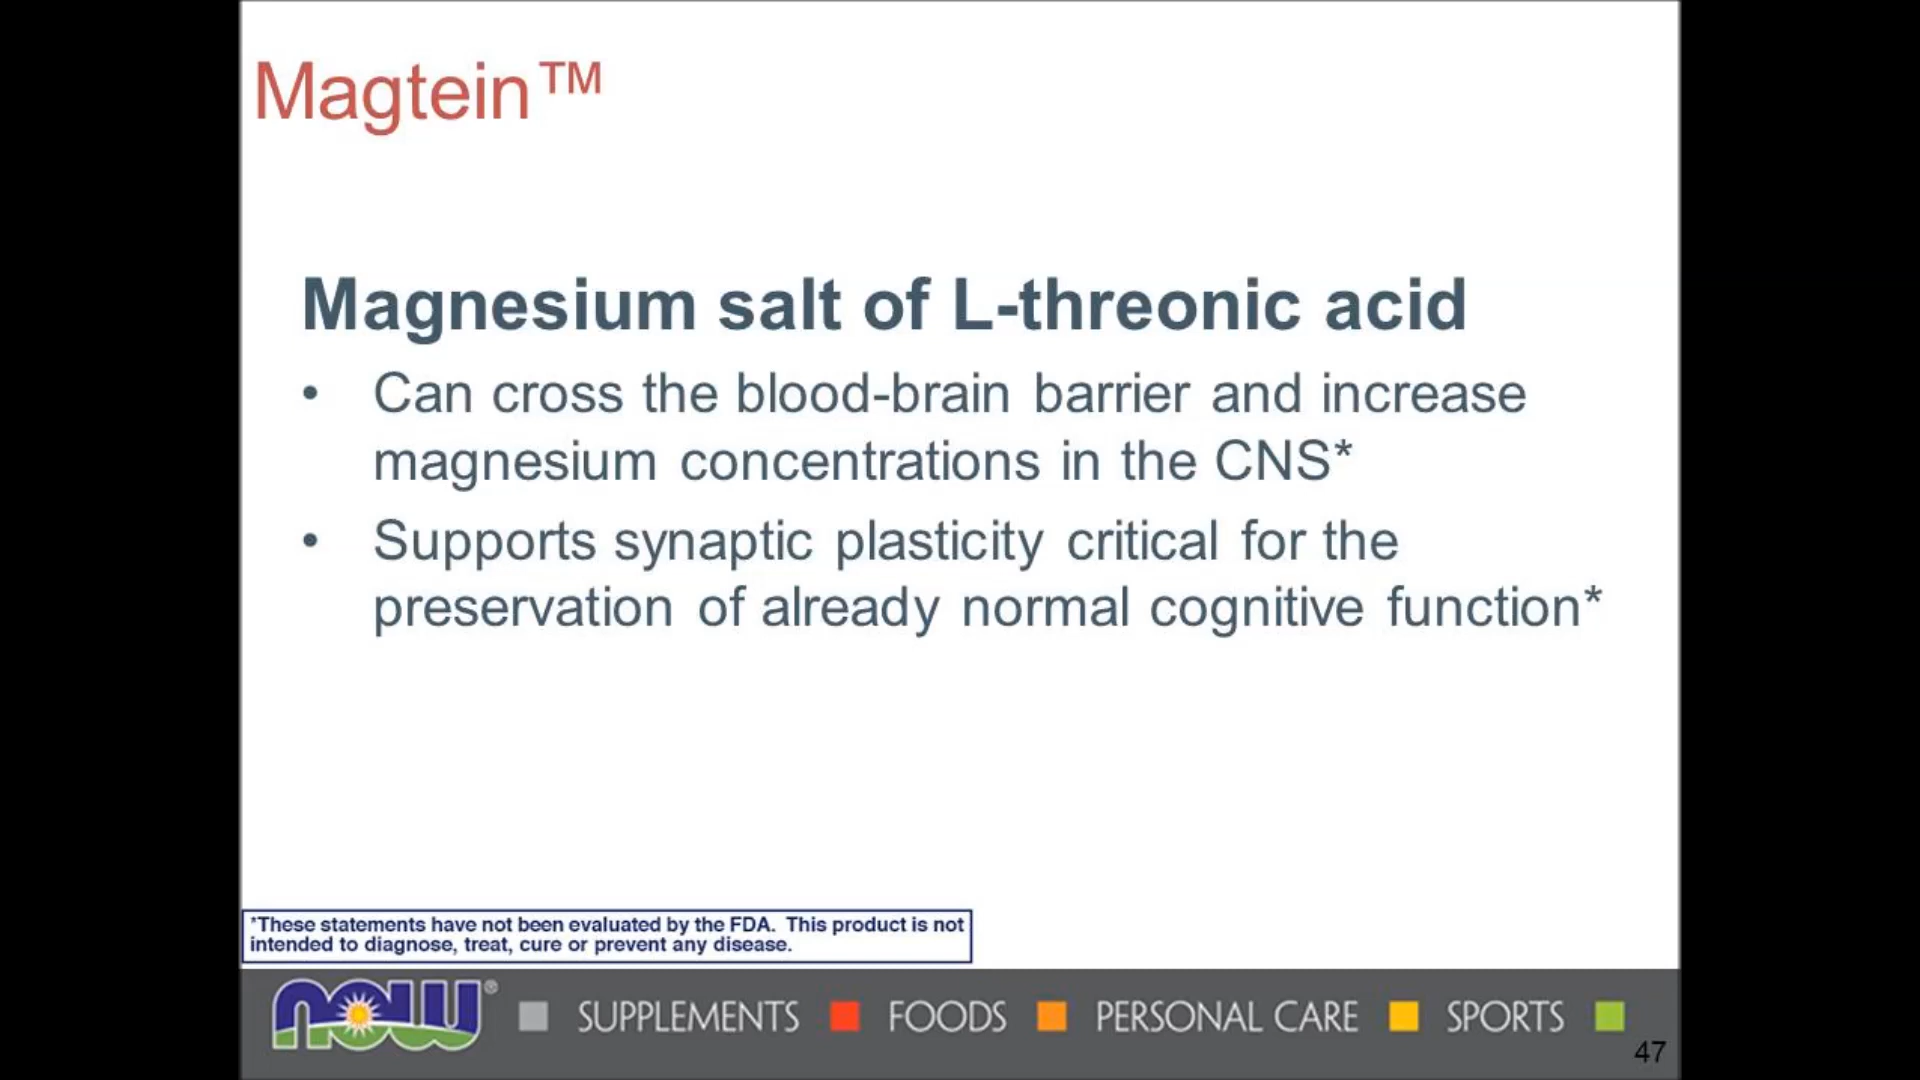 Magtein™
Magnesium salt of L-threonic acid
• Can cross the blood-brain barrier and increase
magnesium concentrations in the CNS*
• Supports synaptic plasticity critical for the
preservation of already normal cognitive function*
*These statements have not been evaluated by the FDA. This product is not
intended to diagnose, treat, cure or prevent any disease.
now® SUPPLEMENTS FOODS PERSONAL CARE SPORTS
47